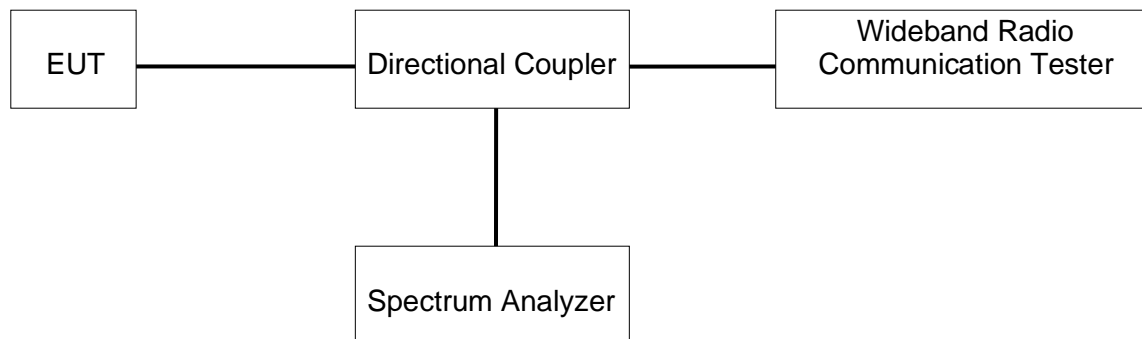 EUT
Directional Coupler
Wideband Radio
Communication Tester
Spectrum Analyzer